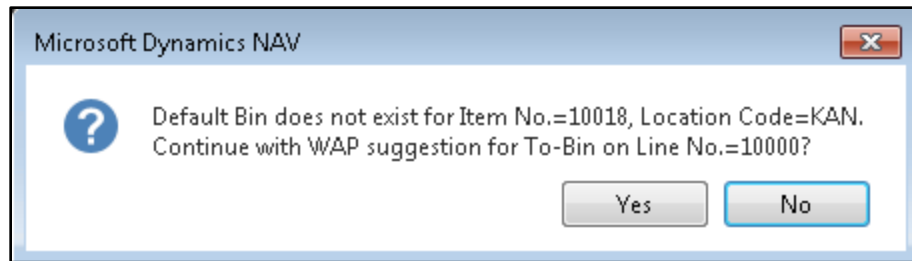 Microsoft Dynamics NAV
Default Bin does not exist for Item No.=10018, Location Code=KAN.
Continue with WAP suggestion for To-Bin on Line No.=10000?
Yes
No